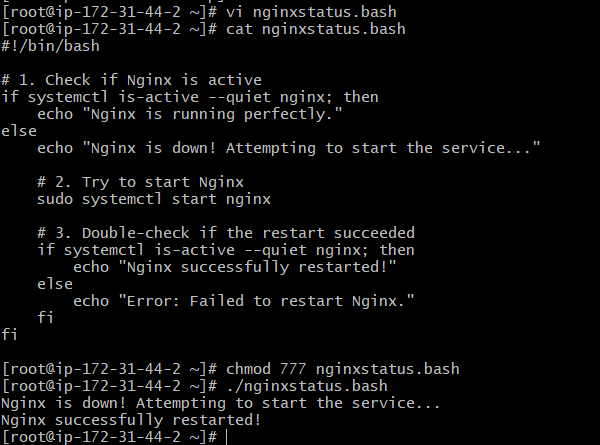 [root@ip-172-31-44-2 ~]# vi nginxstatus.bash
[root@ip-172-31-44-2 ~]# cat nginxstatus.bash
#!/bin/bash

# 1. Check if Nginx is active
if systemctl is-active --quiet nginx; then
    echo "Nginx is running perfectly."
else
    echo "Nginx is down! Attempting to start the service..."

    # 2. Try to start Nginx
    sudo systemctl start nginx

    # 3. Double-check if the restart succeeded
    if systemctl is-active --quiet nginx; then
        echo "Nginx successfully restarted!"
    else
        echo "Error: Failed to restart Nginx."
    fi
fi

[root@ip-172-31-44-2 ~]# chmod 777 nginxstatus.bash
[root@ip-172-31-44-2 ~]# ./nginxstatus.bash
Nginx is down! Attempting to start the service...
Nginx successfully restarted!
[root@ip-172-31-44-2 ~]#